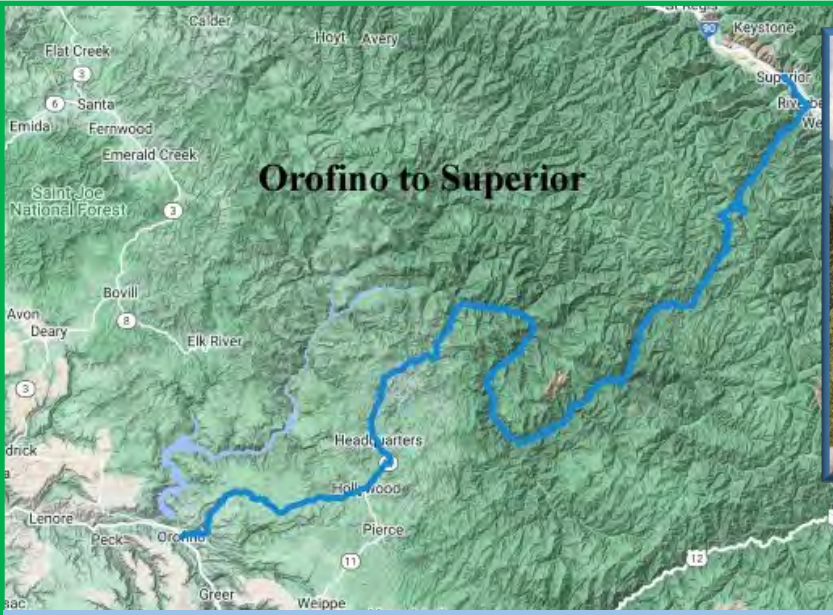 St Regis
Calder
Hoyt
Avery
90
Keystone
Flat Creek
3
Superior
6
Santa
Emida
Fernwood
Emerald Creek
Orofino to Superior
Saint Joe
National Forest
3
Bovill
8
Avon
Deary
Elk River
3
drick
Headquarters
Hollywood
Lenore
Peck
Orofino
Pierce
11
12
Greer
Weippe